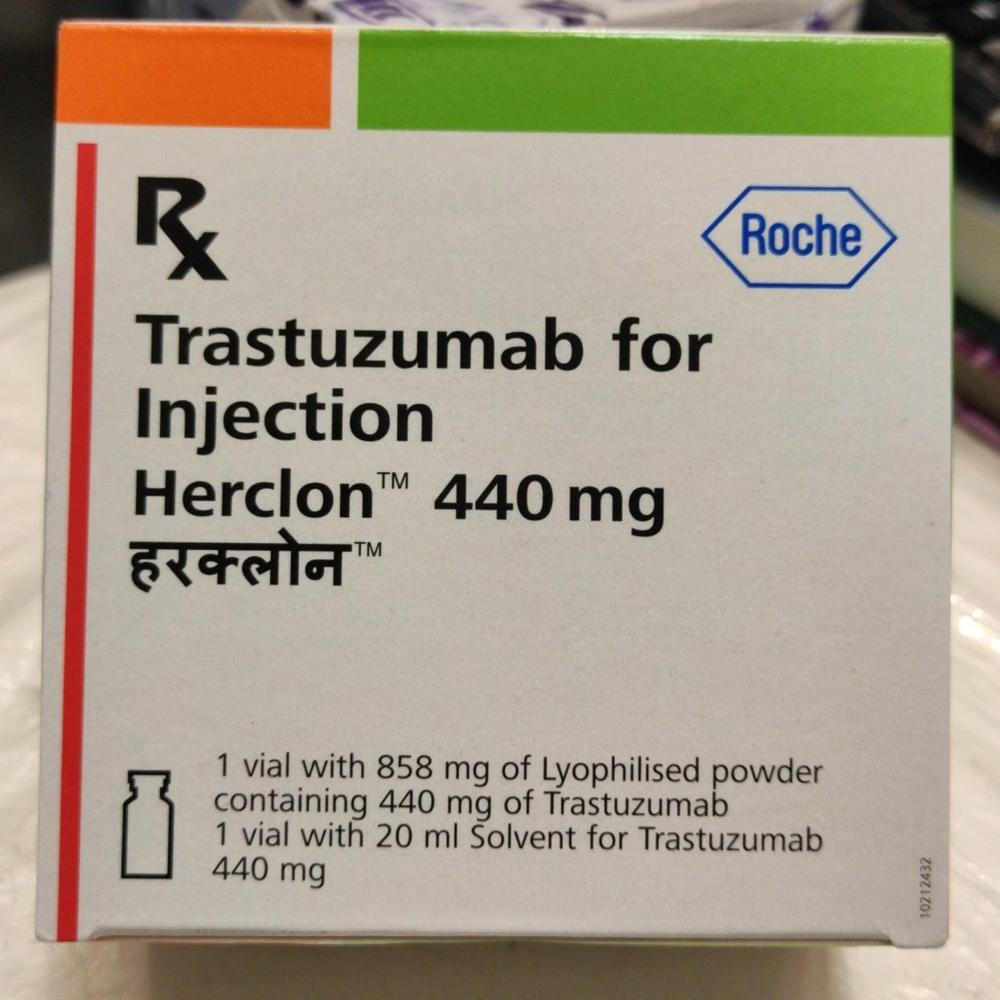 Rx
Roche
Trastuzumab for
Injection
Herclon™ 440 mg
हरक्लोन™
1 vial with 858 mg of Lyophilised powder
containing 440 mg of Trastuzumab
1 vial with 20 ml Solvent for Trastuzumab
440 mg
10212432